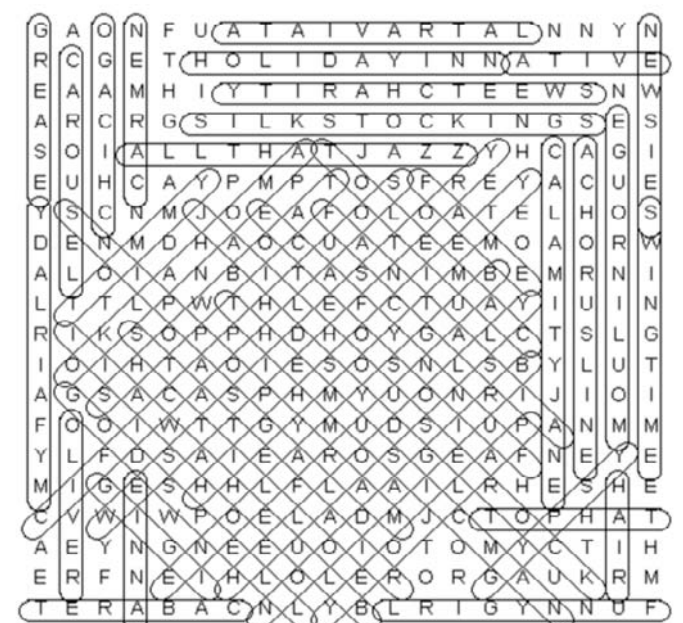 G A O N F U A T A I V A R T A L N N Y N
R C G E T H O L I D A Y I N N A T I V E
E A A M H I Y T I R A H C T E E W S N W
A R C R G S I L K S T O C K I N G S E S
S O I A L L T H A T J A Z Z Y H C A G I
E U H C A Y P M P T O S F R E Y A C U E
Y S C N M J O E A F O L O A T E L H O S
D E N M D H A O C U A T E E M O A O R W
A L O I A N B I T A S N I M B E M R N I
L T T L P W T H L E F C T U A Y I U I N
R I K S O P P H D H O Y G A L C T S L G
I O I H T A O I E S O S N L S B Y L U T
A G S A C A S P H M Y U O N R I J I O I
F O O I W T T G Y M U D S I U P A N M M
Y L F D S A I E A R O S G E A F N E Y E
M I G E S H H L F L A A I L R H E S H E
C V W I W P O E L A D M J C T O P H A T
A E Y N G N E E U O I O T O M Y C T I H
E R F N E I H L O L E R O R G A U K R M
T E R A B A C N L Y B L R I G Y N N U F